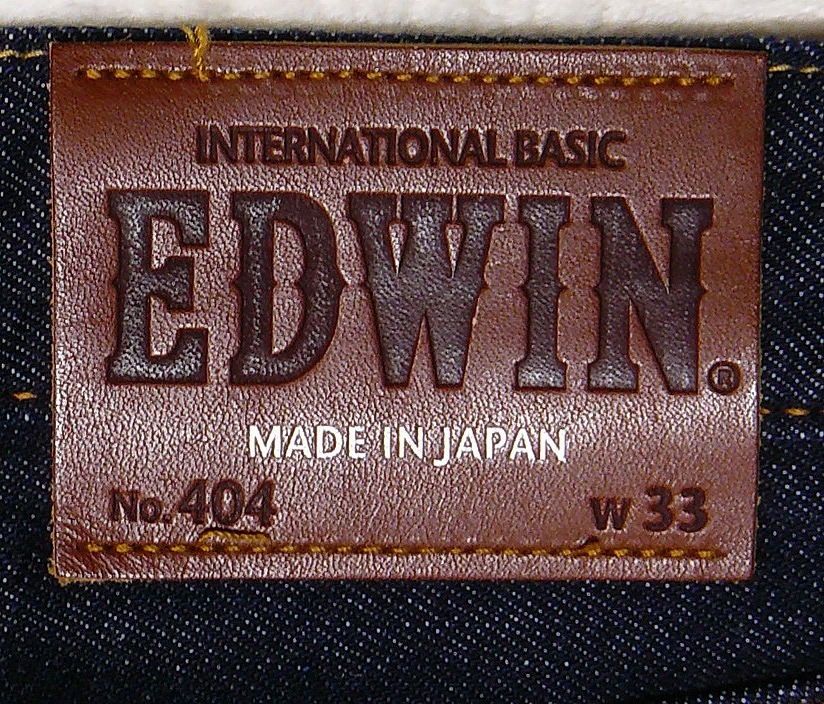 INTERNATIONAL BASIC
EDWIN®
MADE IN JAPAN
No. 404 W 33